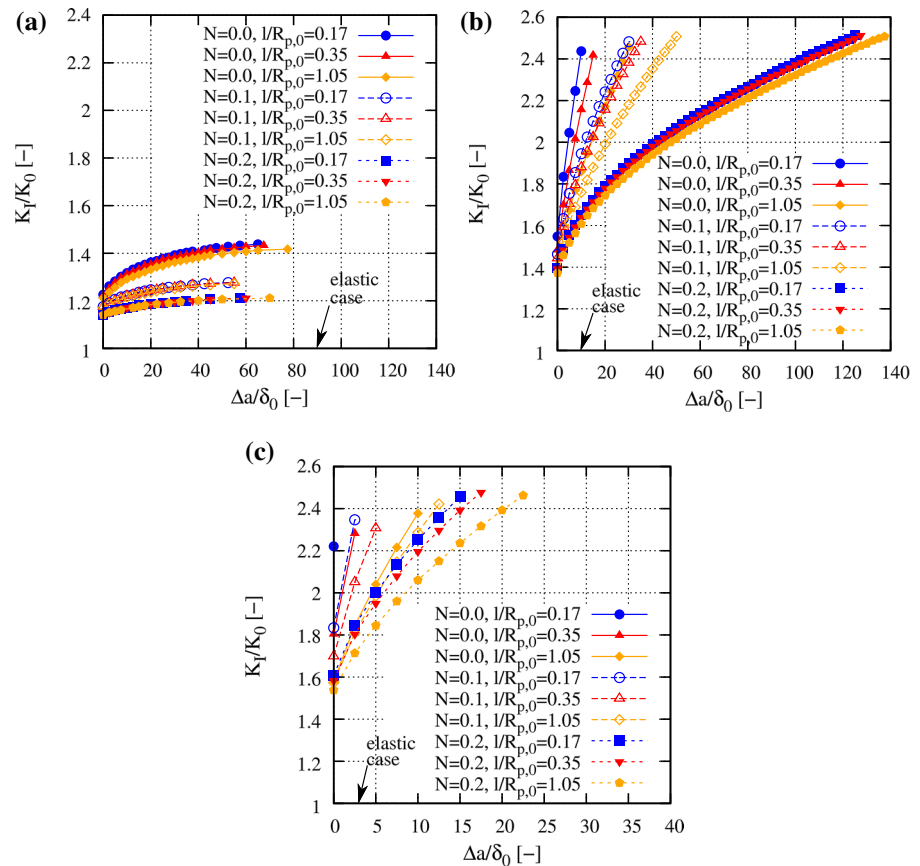 (a)
K_I/K_0 [−]
2.4
2.2
2
1.8
1.6
1.4
1.2
1
N=0.0, l/R_p,0=0.17
N=0.0, l/R_p,0=0.35
N=0.0, l/R_p,0=1.05
N=0.1, l/R_p,0=0.17
N=0.1, l/R_p,0=0.35
N=0.1, l/R_p,0=1.05
N=0.2, l/R_p,0=0.17
N=0.2, l/R_p,0=0.35
N=0.2, l/R_p,0=1.05
elastic
case
0 20 40 60 80 100 120 140
Δa/δ_0 [−]
(b)
K_I/K_0 [−]
2.6
2.4
2.2
2
1.8
1.6
1.4
1.2
1
N=0.0, l/R_p,0=0.17
N=0.0, l/R_p,0=0.35
N=0.0, l/R_p,0=1.05
N=0.1, l/R_p,0=0.17
N=0.1, l/R_p,0=0.35
N=0.1, l/R_p,0=1.05
N=0.2, l/R_p,0=0.17
N=0.2, l/R_p,0=0.35
N=0.2, l/R_p,0=1.05
elastic
case
0 20 40 60 80 100 120 140
Δa/δ_0 [−]
(c)
K_I/K_0 [−]
2.6
2.4
2.2
2
1.8
1.6
1.4
1.2
1
N=0.0, l/R_p,0=0.17
N=0.0, l/R_p,0=0.35
N=0.0, l/R_p,0=1.05
N=0.1, l/R_p,0=0.17
N=0.1, l/R_p,0=0.35
N=0.1, l/R_p,0=1.05
N=0.2, l/R_p,0=0.17
N=0.2, l/R_p,0=0.35
N=0.2, l/R_p,0=1.05
elastic
case
0 5 10 15 20 25 30 35 40
Δa/δ_0 [−]